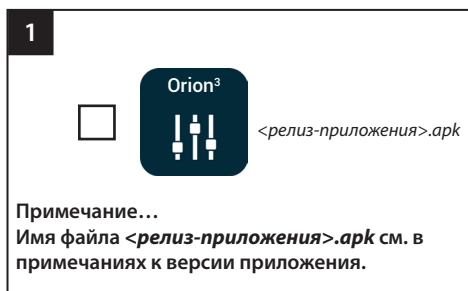 1
Orion³
<релиз-приложения>.apk
Примечание…
Имя файла <релиз-приложения>.apk см. в
примечаниях к версии приложения.